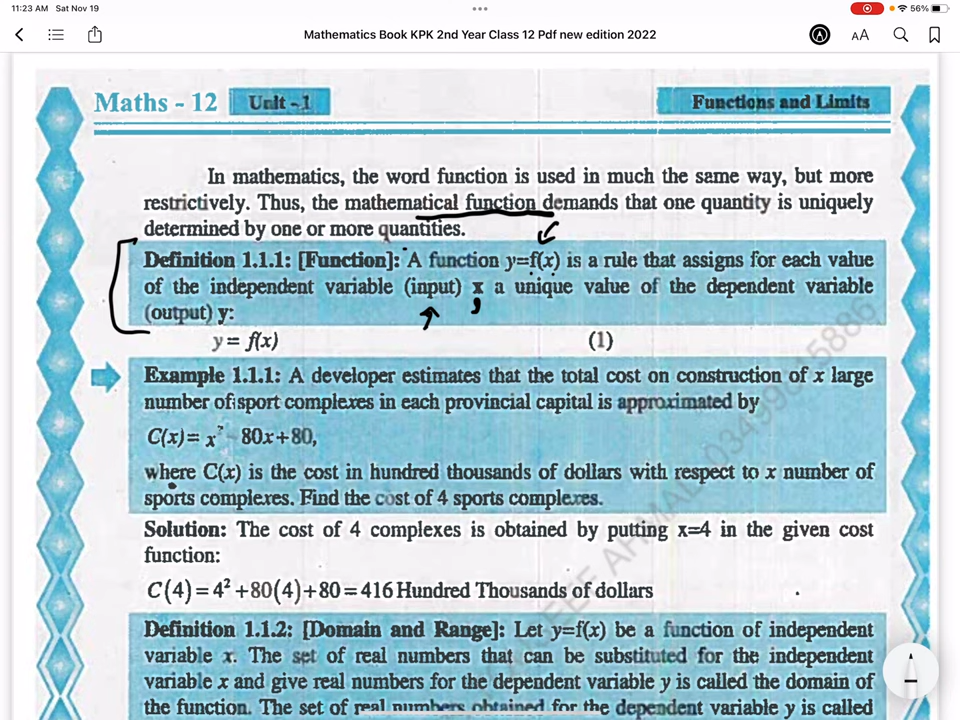 11:23 AM Sat Nov 19
56%
Mathematics Book KPK 2nd Year Class 12 Pdf new edition 2022
AA
Maths - 12 Unit - 1 Functions and Limits
In mathematics, the word function is used in much the same way, but more
restrictively. Thus, the mathematical function demands that one quantity is uniquely
determined by one or more quantities.
Definition 1.1.1: [Function]: A function y=f(x) is a rule that assigns for each value
of the independent variable (input) x a unique value of the dependent variable
(output) y:
y = f(x) (1)
Example 1.1.1: A developer estimates that the total cost on construction of x large
number of sport complexes in each provincial capital is approximated by
C(x) = x² - 80x+80,
where C(x) is the cost in hundred thousands of dollars with respect to x number of
sports complexes. Find the cost of 4 sports complexes.
Solution: The cost of 4 complexes is obtained by putting x=4 in the given cost
function:
C(4) = 4² +80(4)+80 = 416 Hundred Thousands of dollars
Definition 1.1.2: [Domain and Range]: Let y=f(x) be a function of independent
variable x. The set of real numbers that can be substituted for the independent
variable x and give real numbers for the dependent variable y is called the domain of
the function. The set of real numbers obtained for the dependent variable y is called